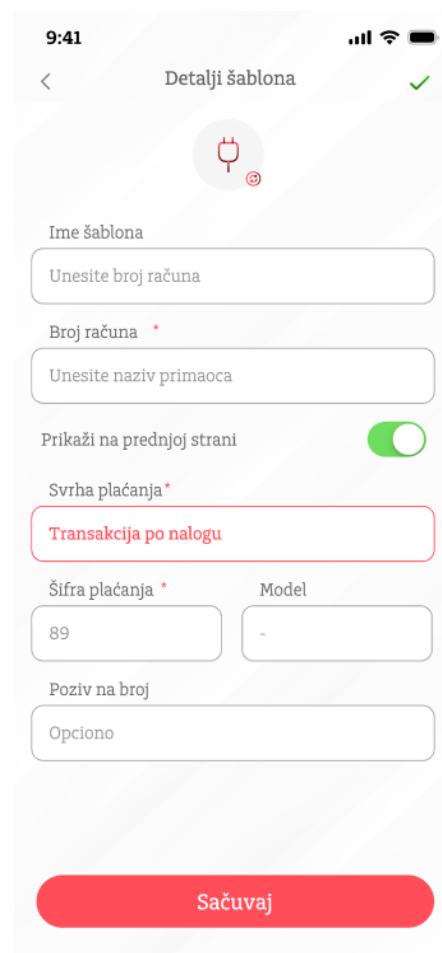 9:41
Detalji šablona
Ime šablona
Unesite broj računa
Broj računa *
Unesite naziv primaoca
Prikaži na prednjoj strani
Svrha plaćanja*
Transakcija po nalogu
Šifra plaćanja * Model
89 -
Poziv na broj
Opciono
Sačuvaj